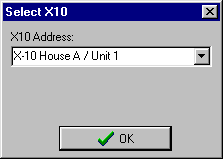 Select X10
X10 Address:
X-10 House A / Unit 1
OK